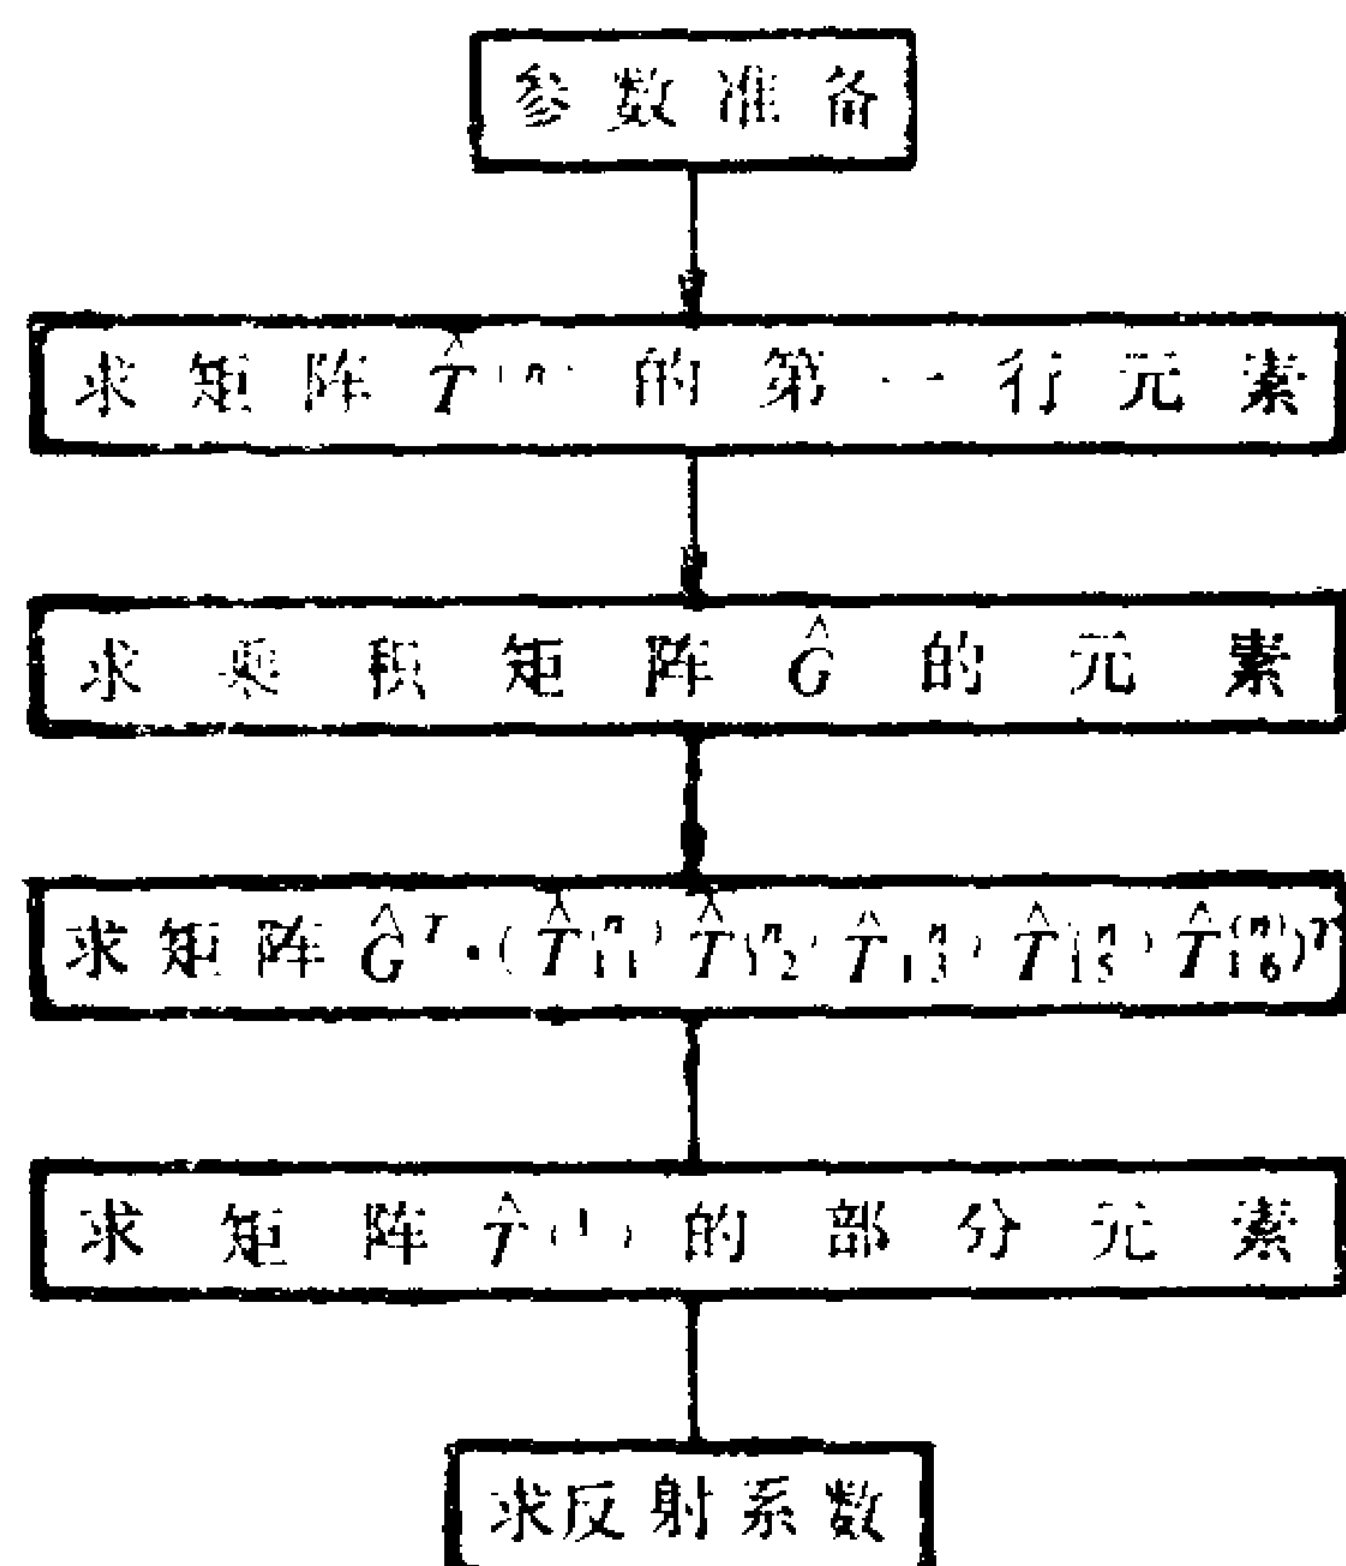 参数准备
求矩阵 T̂⁽ⁿ⁾ 的第一行元素
求乘积矩阵 Ĝ 的元素
求矩阵 Ĝᵀ·(T̂₁₁⁽ⁿ⁾ T̂₁₂⁽ⁿ⁾ T̂₁₃⁽ⁿ⁾ T̂₁₅⁽ⁿ⁾ T̂₁₆⁽ⁿ⁾)ᵀ
求矩阵 T̂⁽¹⁾ 的部分元素
求反射系数